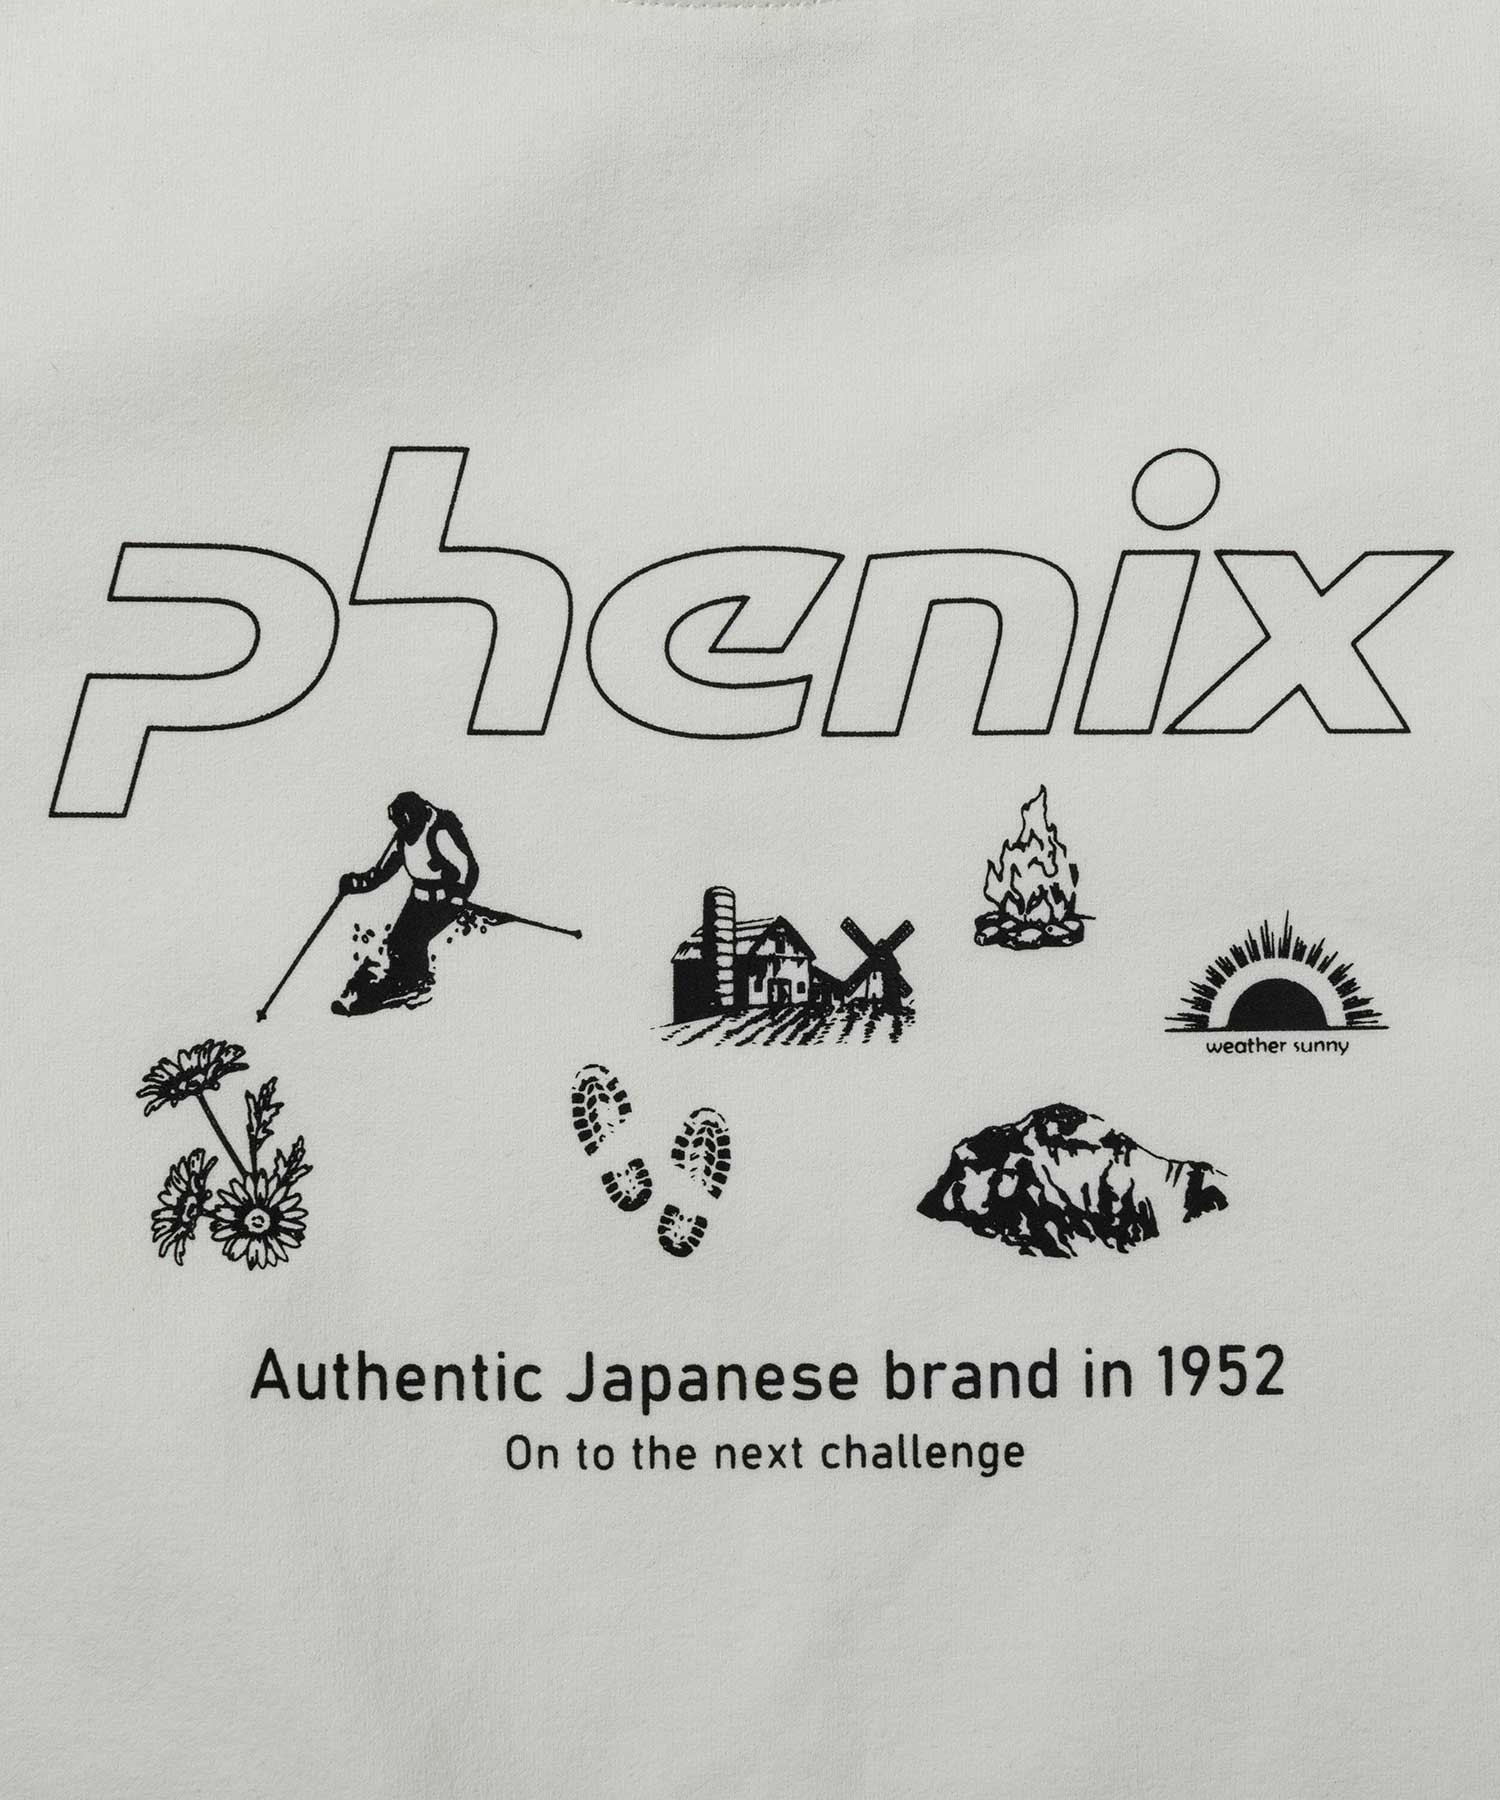 phenix
weather sunny
Authentic Japanese brand in 1952
On to the next challenge